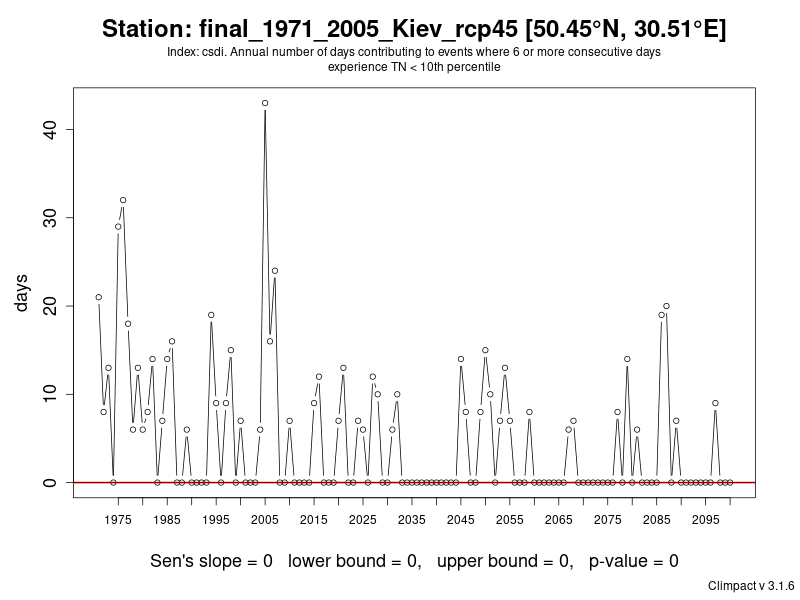 Station: final_1971_2005_Kiev_rcp45 [50.45°N, 30.51°E]
Index: csdi. Annual number of days contributing to events where 6 or more consecutive days
experience TN < 10th percentile
days
40
30
20
10
0
1975 1985 1995 2005 2015 2025 2035 2045 2055 2065 2075 2085 2095
Sen's slope = 0 lower bound = 0, upper bound = 0, p-value = 0
Climpact v 3.1.6